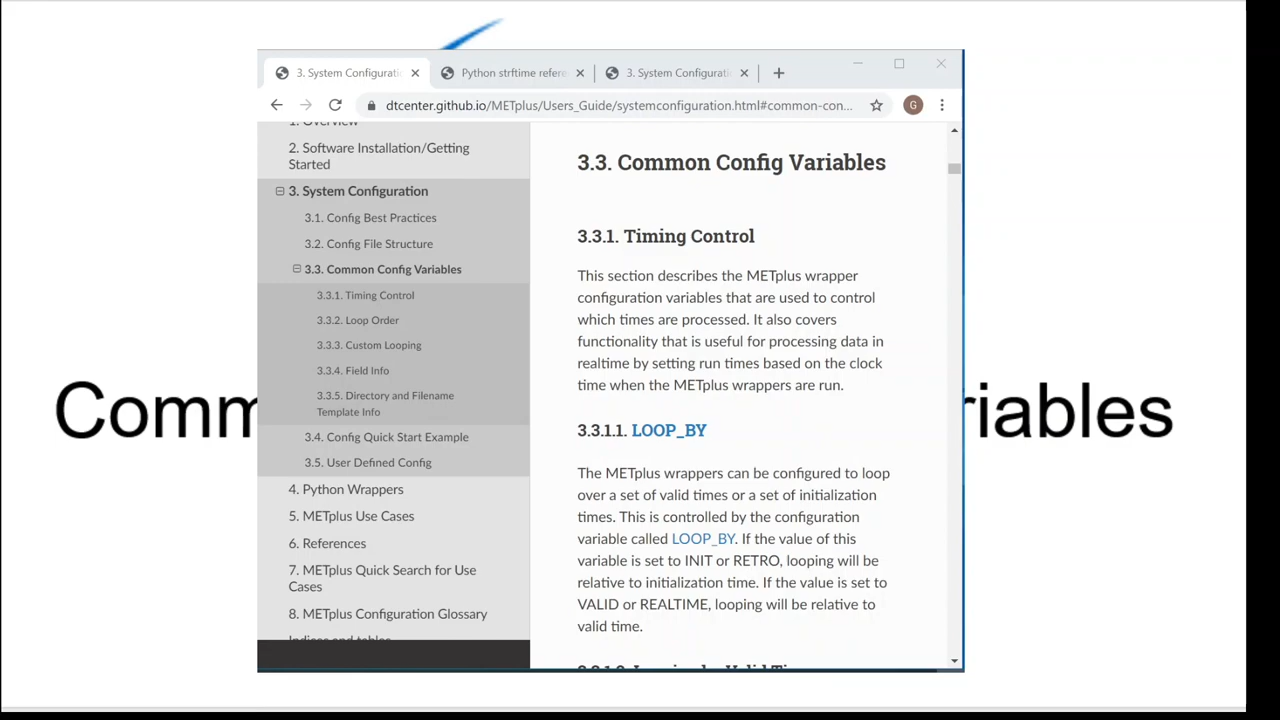 3. System Configurati
Python strftime refere
3. System Configurat
dtcenter.github.io/METplus/Users_Guide/systemconfiguration.html#common-con...
G
1. Overview
2. Software Installation/Getting
Started
3. System Configuration
3.1. Config Best Practices
3.2. Config File Structure
3.3. Common Config Variables
3.3.1. Timing Control
3.3.2. Loop Order
3.3.3. Custom Looping
3.3.4. Field Info
3.3.5. Directory and Filename
Template Info
3.4. Config Quick Start Example
3.5. User Defined Config
4. Python Wrappers
5. METplus Use Cases
6. References
7. METplus Quick Search for Use
Cases
8. METplus Configuration Glossary
Indices and tables
3.3. Common Config Variables
3.3.1. Timing Control
This section describes the METplus wrapper
configuration variables that are used to control
which times are processed. It also covers
functionality that is useful for processing data in
realtime by setting run times based on the clock
time when the METplus wrappers are run.
3.3.1.1. LOOP_BY
The METplus wrappers can be configured to loop
over a set of valid times or a set of initialization
times. This is controlled by the configuration
variable called LOOP_BY. If the value of this
variable is set to INIT or RETRO, looping will be
relative to initialization time. If the value is set to
VALID or REALTIME, looping will be relative to
valid time.
Comm riables